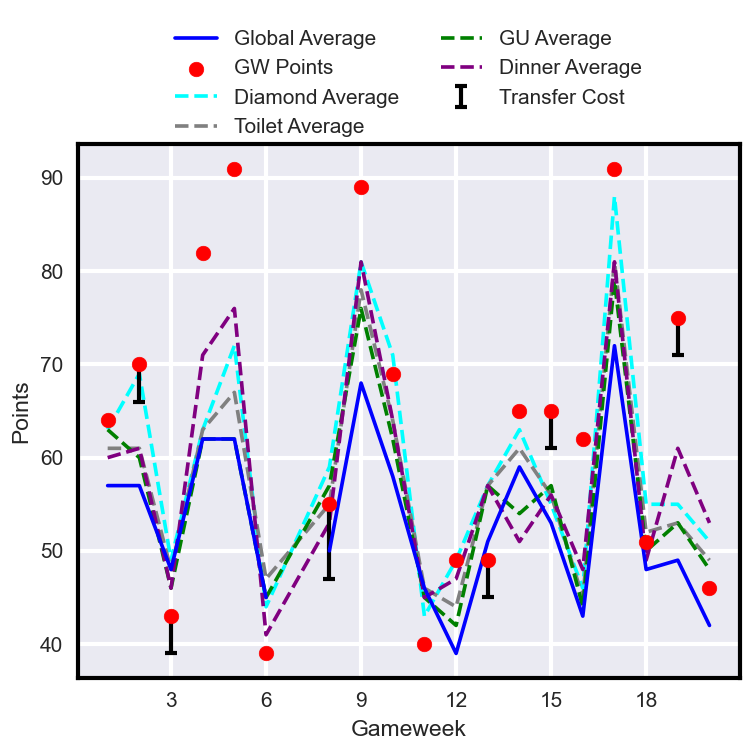 Global Average
GW Points
Diamond Average
Toilet Average
GU Average
Dinner Average
Transfer Cost
90
80
70
60
50
40
Points
3 6 9 12 15 18
Gameweek